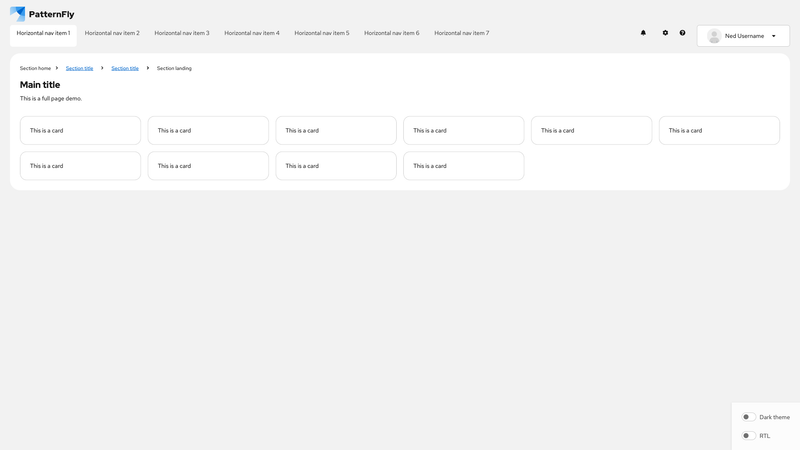 PatternFly
Horizontal nav item 1 Horizontal nav item 2 Horizontal nav item 3 Horizontal nav item 4 Horizontal nav item 5 Horizontal nav item 6 Horizontal nav item 7 Ned Username
Section home Section title Section title Section landing
Main title
This is a full page demo.
This is a card This is a card This is a card This is a card This is a card This is a card
This is a card This is a card This is a card This is a card
Dark theme
RTL